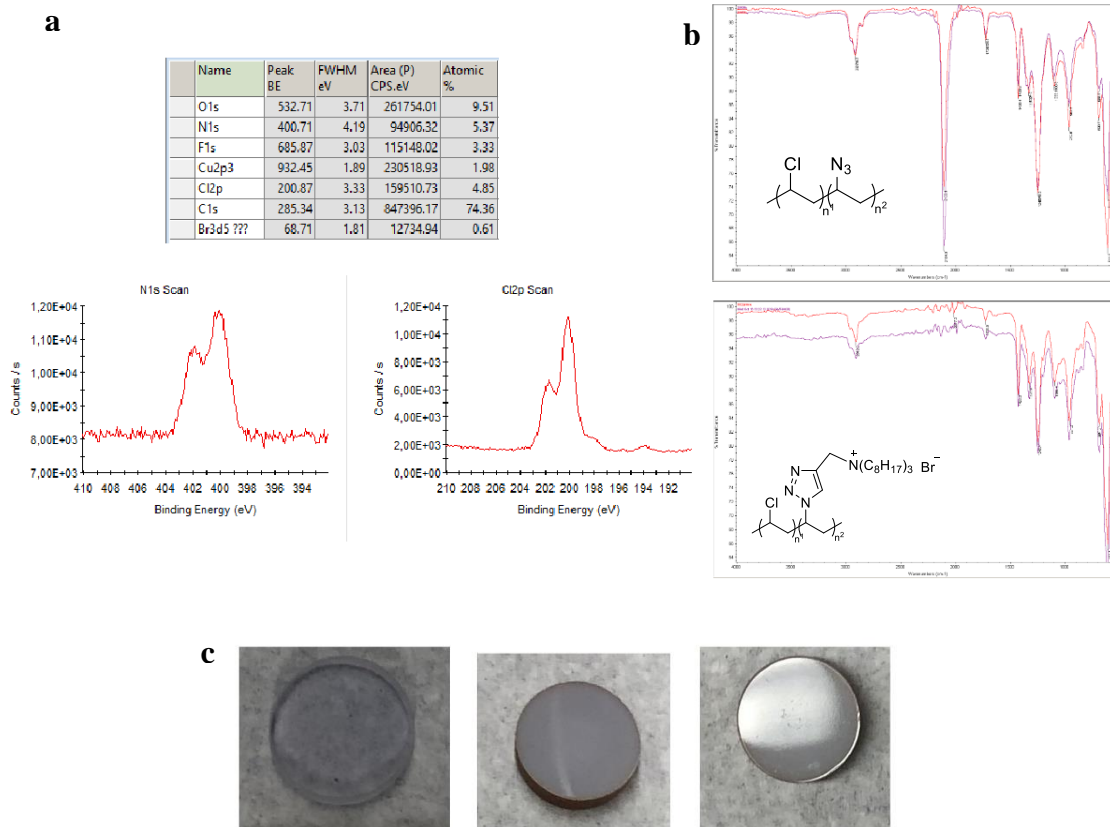 a
Name Peak BE FWHM eV Area (P) CPS.eV Atomic %
O1s 532.71 3.71 261754.01 9.51
N1s 400.71 4.19 94906.32 5.37
F1s 685.87 3.03 115148.02 3.33
Cu2p3 932.45 1.89 230518.93 1.98
Cl2p 200.87 3.33 159510.73 4.85
C1s 285.34 3.13 847396.17 74.36
Br3d5 ??? 68.71 1.81 12734.94 0.61
N1s Scan
1,20E+04
1,10E+04
1,00E+04
9,00E+03
8,00E+03
7,00E+03
Counts / s
410 408 406 404 402 400 398 396 394
Binding Energy (eV)
Cl2p Scan
1,20E+04
1,00E+04
8,00E+03
6,00E+03
4,00E+03
2,00E+03
0,00E+00
Counts / s
210 208 206 204 202 200 198 196 194 192
Binding Energy (eV)
b
Cl N3
n1 n2
N+(C8H17)3 Br−
N
N
N
Cl
n1 n2
c